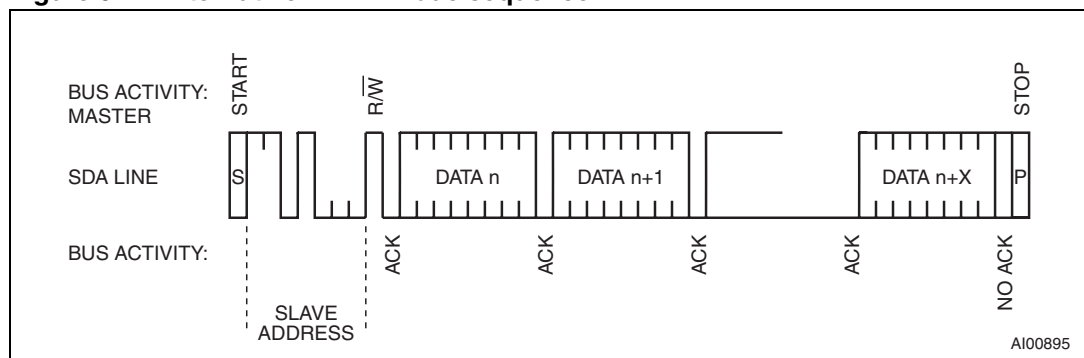 BUS ACTIVITY:
MASTER
START
R/W
STOP
SDA LINE
S
DATA n
DATA n+1
DATA n+X
P
BUS ACTIVITY:
ACK
ACK
ACK
ACK
NO ACK
SLAVE
ADDRESS
AI00895